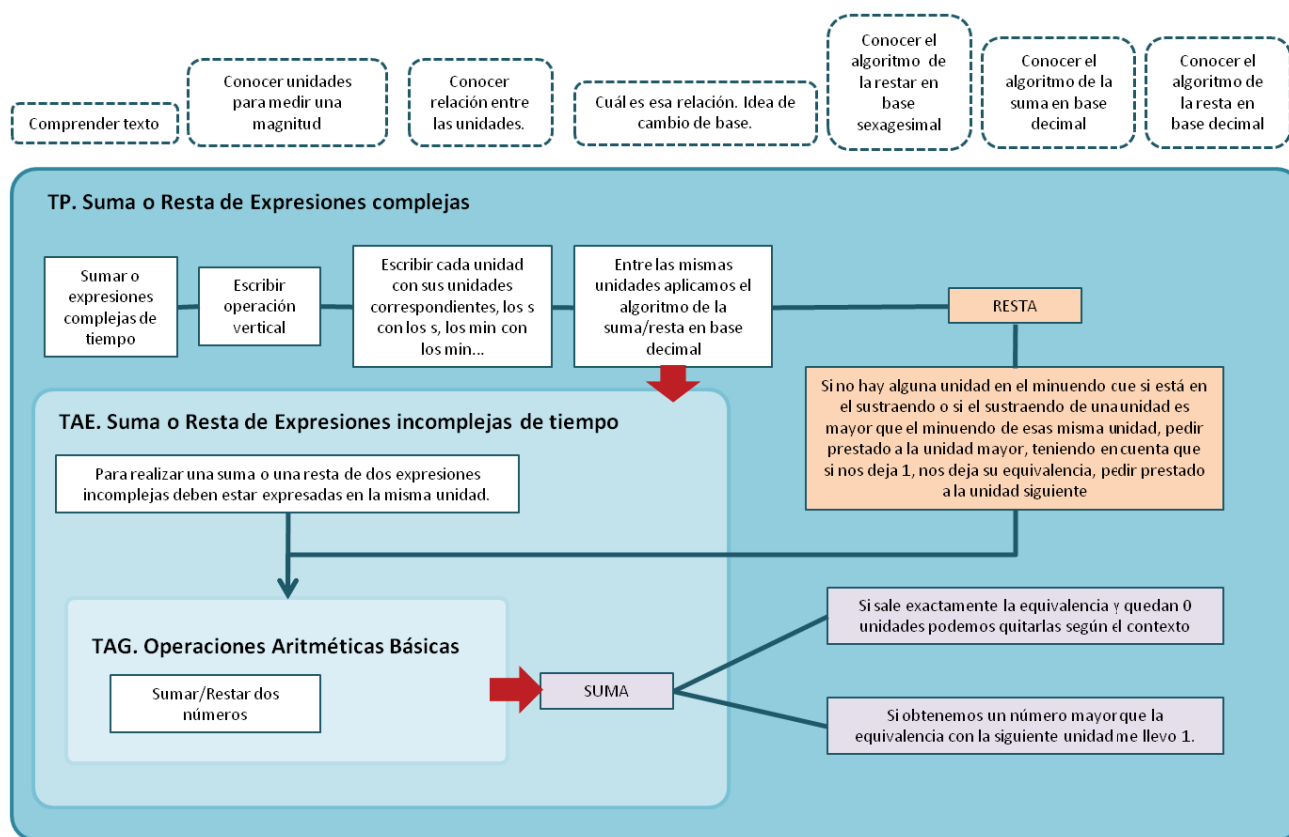 Comprender texto
Conocer unidades
para medir una
magnitud
Conocer
relación entre
las unidades.
Cuál es esa relación. Idea de
cambio de base.
Conocer el
algoritmo de
la restar en
base
sexagesimal
Conocer el
algoritmo de la
suma en base
decimal
Conocer el
algoritmo de
la resta en
base decimal
TP. Suma o Resta de Expresiones complejas
Sumar o
expresiones
complejas de
tiempo
Escribir
operación
vertical
Escribir cada unidad
con sus unidades
correspondientes, los s
con los s, los min con
los min...
Entre las mismas
unidades aplicamos el
algoritmo de la
suma/resta en base
decimal
RESTA
Si no hay alguna unidad en el minuendo cue si está en
el sustraendo o si el sustraendo de una unidad es
mayor que el minuendo de esas misma unidad, pedir
prestado a la unidad mayor, teniendo en cuenta que
si nos deja 1, nos deja su equivalencia, pedir prestado
a la unidad siguiente
TAE. Suma o Resta de Expresiones incomplejas de tiempo
Para realizar una suma o una resta de dos expresiones
incomplejas deben estar expresadas en la misma unidad.
TAG. Operaciones Aritméticas Básicas
Sumar/Restar dos
números
SUMA
Si sale exactamente la equivalencia y quedan 0
unidades podemos quitarlas según el contexto
Si obtenemos un número mayor que la
equivalencia con la siguiente unidad me llevo 1.